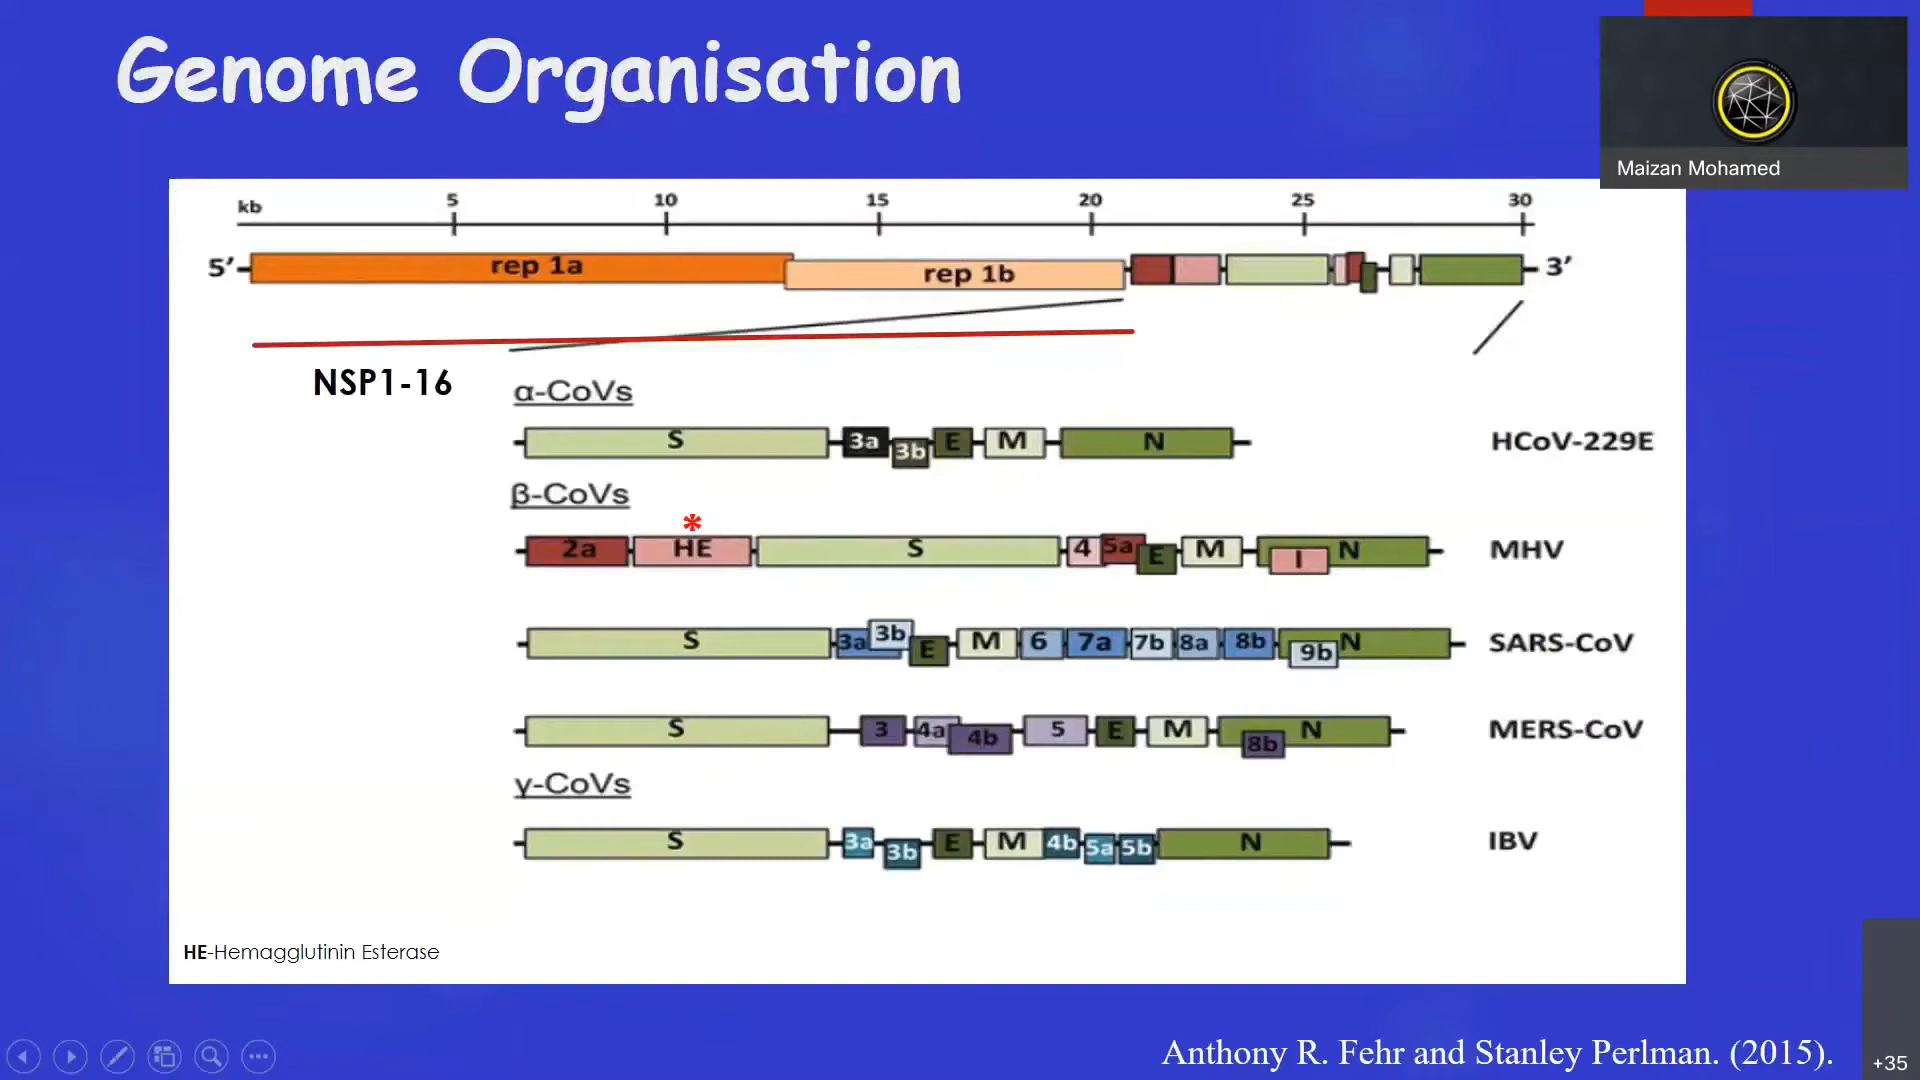 Genome Organisation
Maizan Mohamed
kb 5 10 15 20 25 30
5’ rep 1a rep 1b 3’
NSP1-16
α-CoVs
S 3a 3b E M N HCoV-229E
β-CoVs
*
2a HE S 4 5a E M I N MHV
S 3a 3b E M 6 7a 7b 8a 8b 9b N SARS-CoV
S 3 4a 4b 5 E M 8b N MERS-CoV
γ-CoVs
S 3a 3b E M 4b 5a 5b N IBV
HE-Hemagglutinin Esterase
Anthony R. Fehr and Stanley Perlman. (2015).
+35